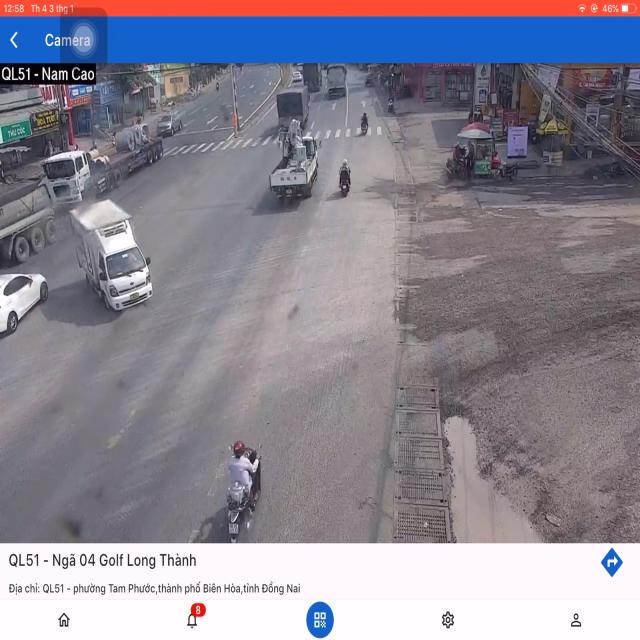 12:58 Th 4 3 thg 1
46%
Camera
QL51 - Nam Cao
THU CÚC
QL51 - Ngã 04 Golf Long Thành
Địa chỉ: QL51 - phường Tam Phước,thành phố Biên Hòa,tỉnh Đồng Nai
8